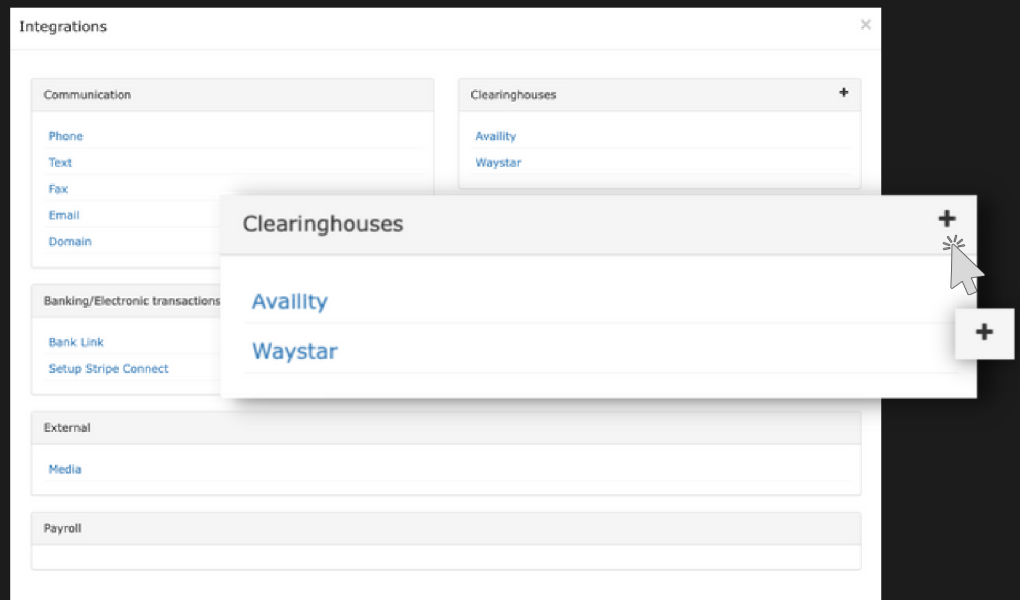 Integrations
×
Communication
Phone
Text
Fax
Email
Domain
Clearinghouses +
Availity
Waystar
Clearinghouses +
Availity
Waystar
+
Banking/Electronic transactions
Bank Link
Setup Stripe Connect
External
Media
Payroll